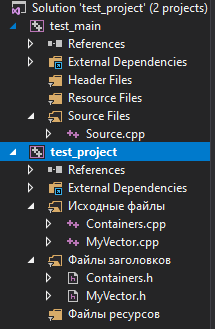 Solution 'test_project' (2 projects)
test_main
References
External Dependencies
Header Files
Resource Files
Source Files
Source.cpp
test_project
References
External Dependencies
Исходные файлы
Containers.cpp
MyVector.cpp
Файлы заголовков
Containers.h
MyVector.h
Файлы ресурсов